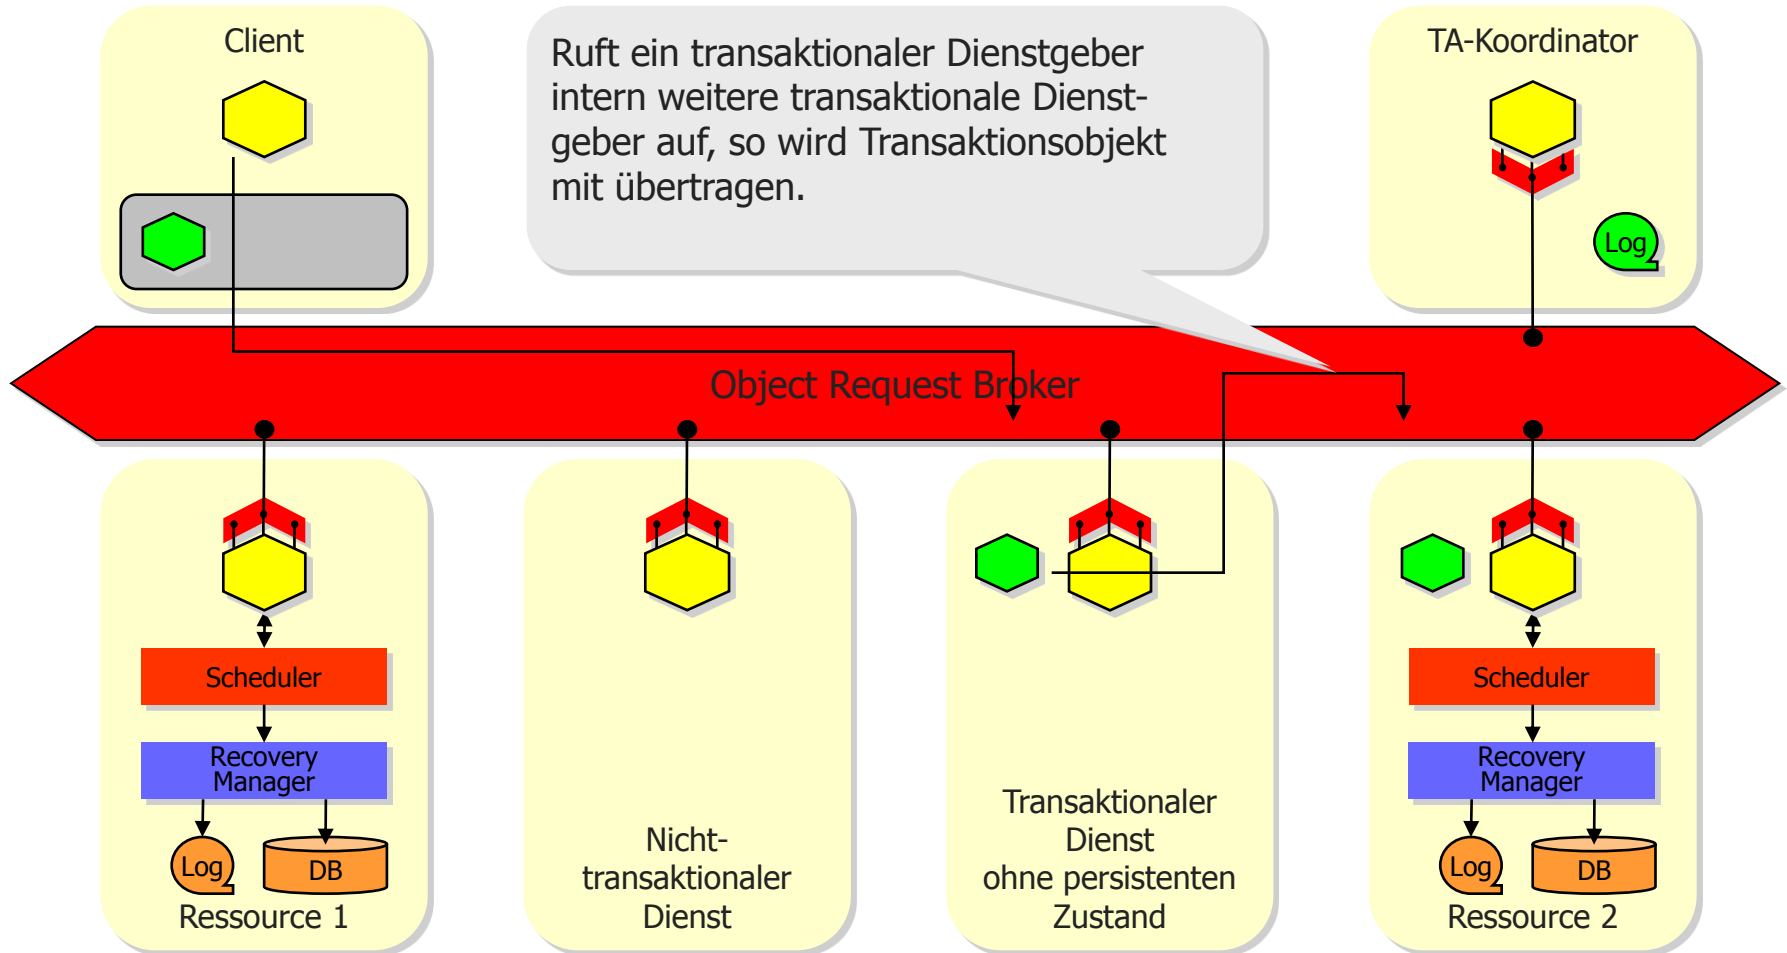 Client
Ruft ein transaktionaler Dienstgeber
intern weitere transaktionale Dienst-
geber auf, so wird Transaktionsobjekt
mit übertragen.
TA-Koordinator
Log
Object Request Broker
Scheduler
Recovery
Manager
Log
DB
Ressource 1
Nicht-
transaktionaler
Dienst
Transaktionaler
Dienst
ohne persistenten
Zustand
Scheduler
Recovery
Manager
Log
DB
Ressource 2